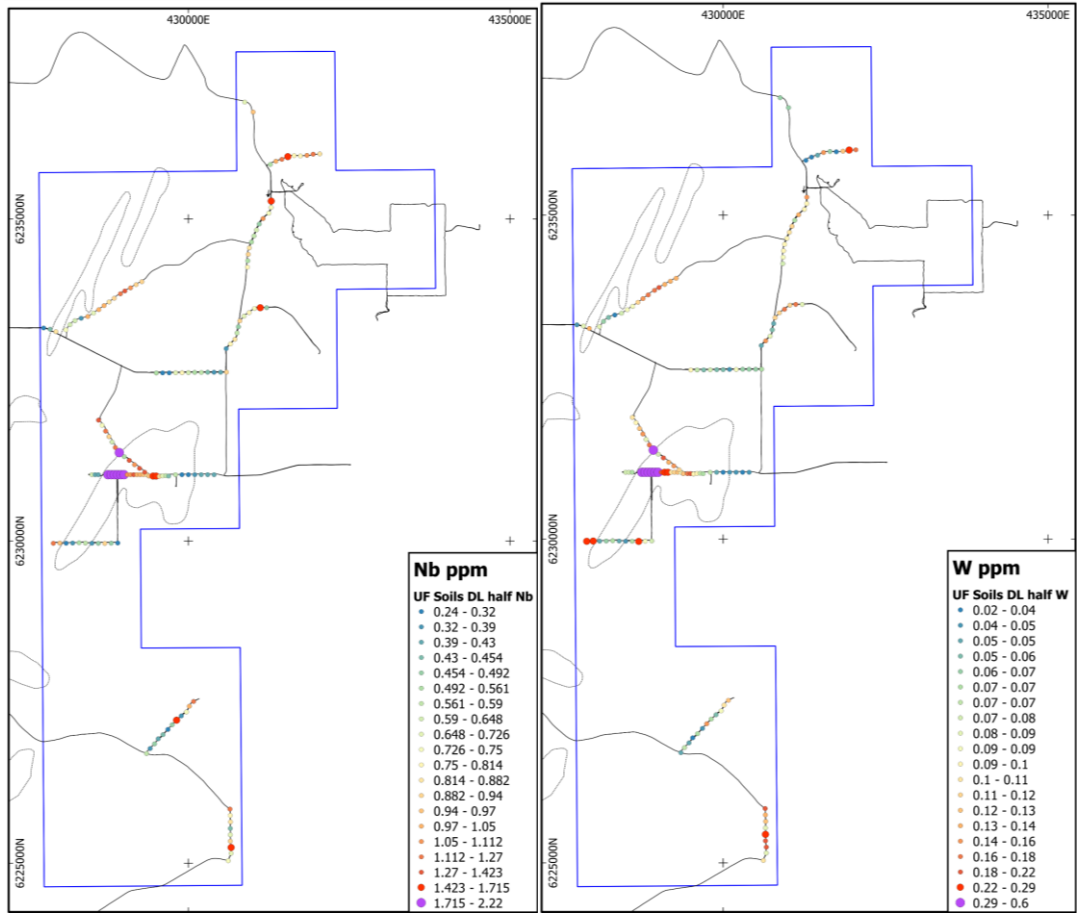 430000E
435000E
6235000N
6230000N
6225000N
Nb ppm
UF Soils DL half Nb
0.24 - 0.32
0.32 - 0.39
0.39 - 0.43
0.43 - 0.454
0.454 - 0.492
0.492 - 0.561
0.561 - 0.59
0.59 - 0.648
0.648 - 0.726
0.726 - 0.75
0.75 - 0.814
0.814 - 0.882
0.882 - 0.94
0.94 - 0.97
0.97 - 1.05
1.05 - 1.112
1.112 - 1.27
1.27 - 1.423
1.423 - 1.715
1.715 - 2.22
430000E
435000E
6235000N
6230000N
6225000N
W ppm
UF Soils DL half W
0.02 - 0.04
0.04 - 0.05
0.05 - 0.05
0.05 - 0.06
0.06 - 0.07
0.07 - 0.07
0.07 - 0.07
0.07 - 0.08
0.08 - 0.09
0.09 - 0.09
0.09 - 0.1
0.1 - 0.11
0.11 - 0.12
0.12 - 0.13
0.13 - 0.14
0.14 - 0.16
0.16 - 0.18
0.18 - 0.22
0.22 - 0.29
0.29 - 0.6